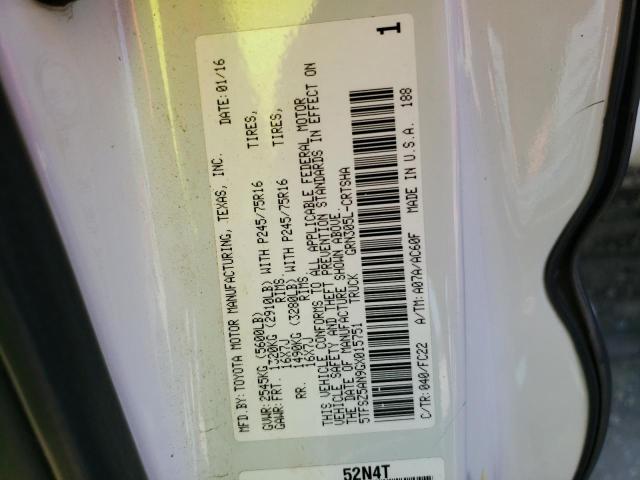 MFD.BY: TOYOTA MOTOR MANUFACTURING, TEXAS, INC. DATE: 01/16
GVWR: 2545KG (5600LB)
GAWR: FRT. 1320KG (2910LB) WITH P245/75R16 TIRES,
16X7J RIMS
RR. 1490KG (3280LB) WITH P245/75R16 TIRES,
16X7J RIMS
THIS VEHICLE CONFORMS TO ALL APPLICABLE FEDERAL MOTOR
VEHICLE SAFETY AND THEFT PREVENTION STANDARDS IN EFFECT ON
THE DATE OF MANUFACTURE SHOWN ABOVE.
5TFSZ5AN9GX015751 TRUCK GRN305L-CRTSHA
C/TR: 040/FC22 A/TM: A07A/AC60F MADE IN U.S.A. 188
1
52N4T